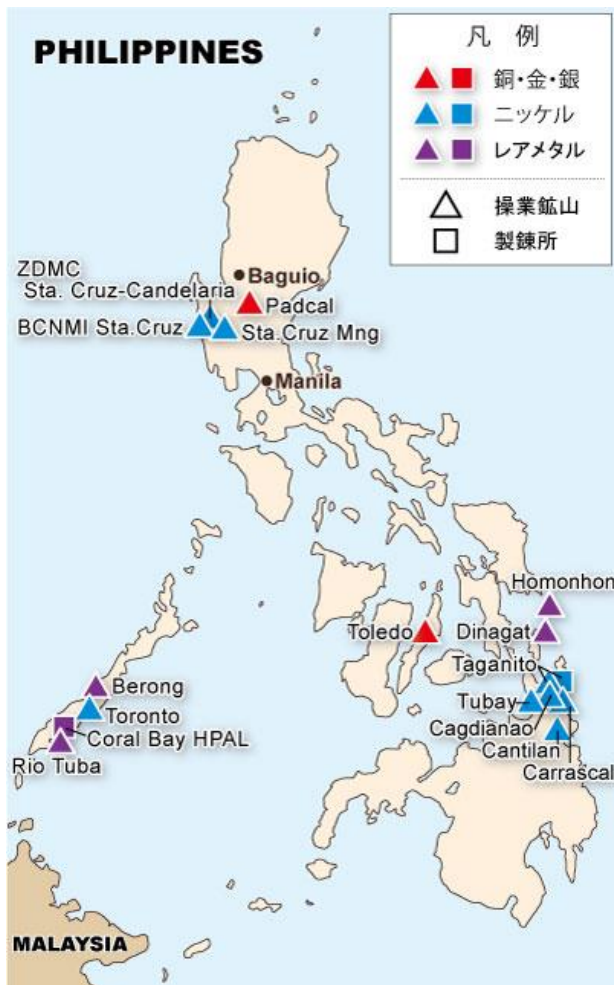 PHILIPPINES
凡 例
銅・金・銀
ニッケル
レアメタル
操業鉱山
製錬所
Baguio
ZDMC
Sta. Cruz-Candelaria
Padcal
BCNMI Sta.Cruz
Sta.Cruz Mng
Manila
Homonhon
Toledo
Dinagat
Taganito
Berong
Tubay
Toronto
Cagdianao
Coral Bay HPAL
Cantilan
Rio Tuba
Carrascal
MALAYSIA